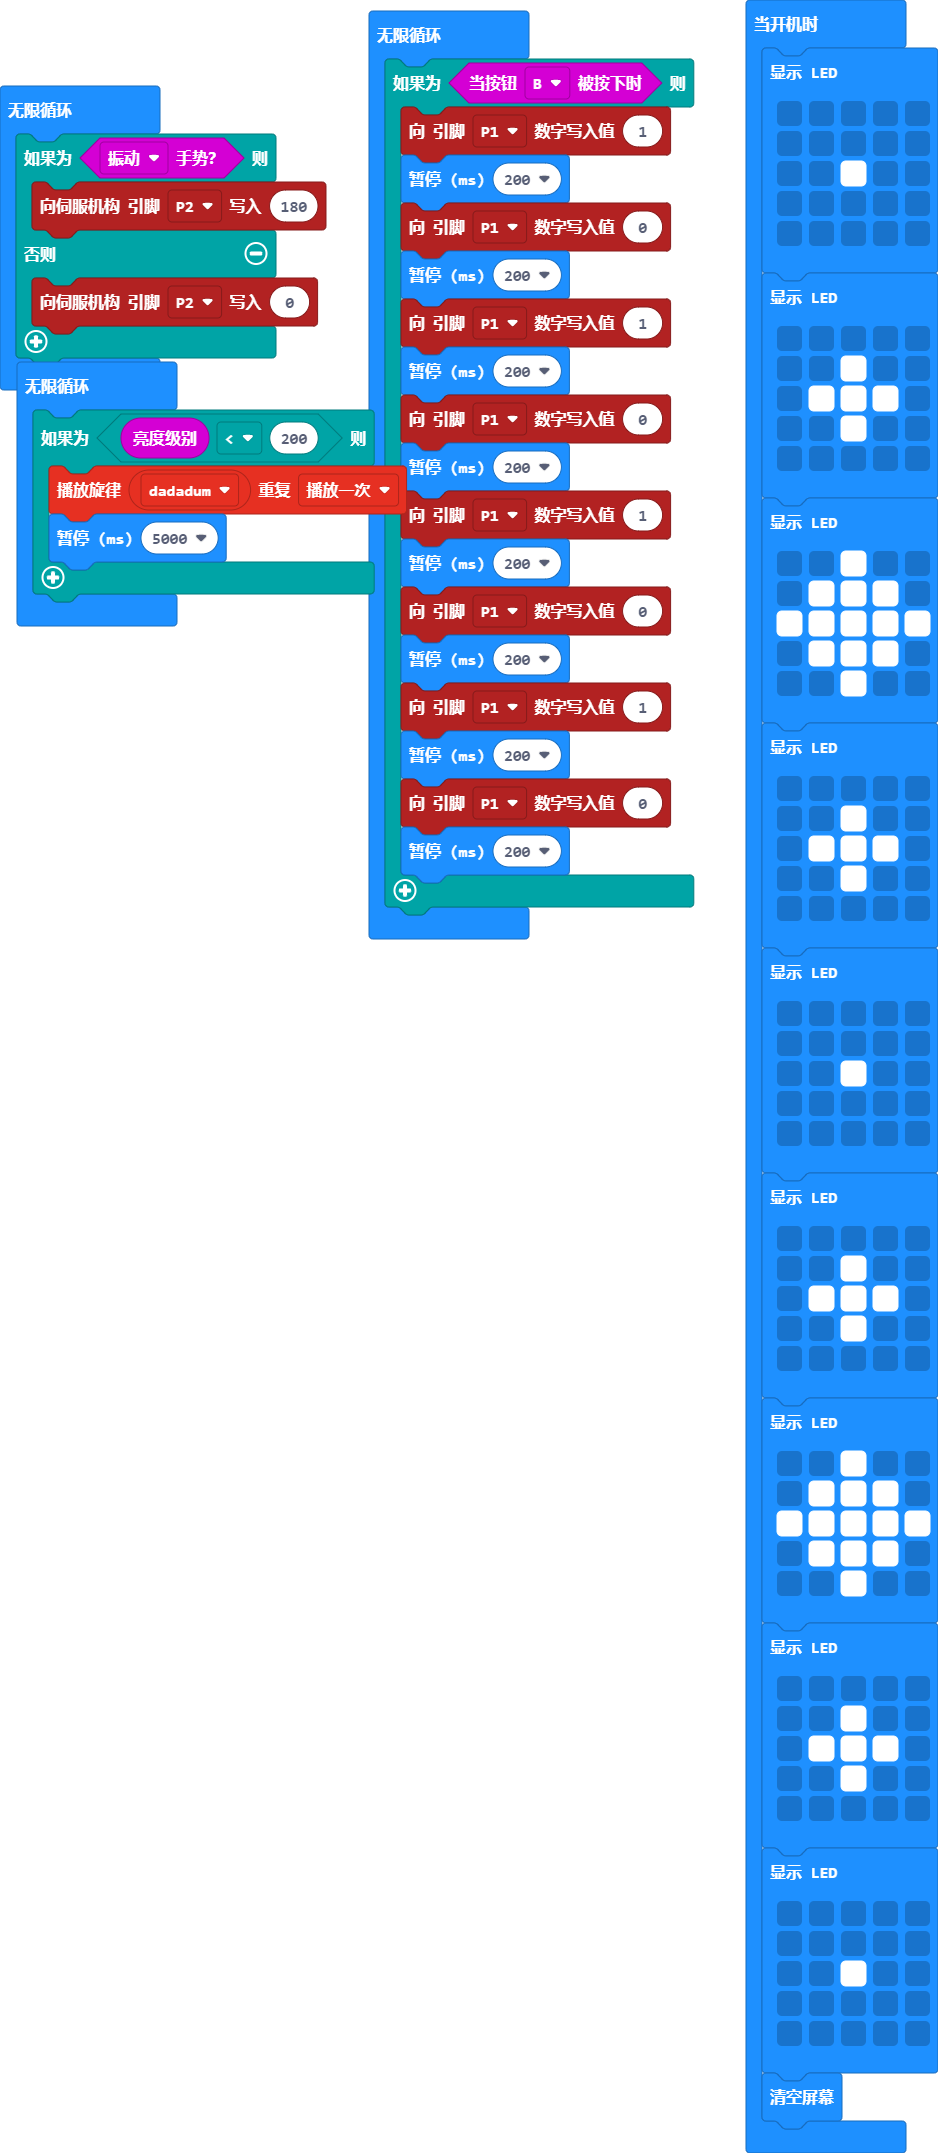 无限循环
如果为 振动 手势? 则
向伺服机构 引脚 P2 写入 180
否则
向伺服机构 引脚 P2 写入 0
无限循环
如果为 亮度级别 < 200 则
播放旋律 dadadum 重复 播放一次
暂停 (ms) 5000
无限循环
如果为 当按钮 B 被按下时 则
向 引脚 P1 数字写入值 1
暂停 (ms) 200
向 引脚 P1 数字写入值 0
暂停 (ms) 200
向 引脚 P1 数字写入值 1
暂停 (ms) 200
向 引脚 P1 数字写入值 0
暂停 (ms) 200
向 引脚 P1 数字写入值 1
暂停 (ms) 200
向 引脚 P1 数字写入值 0
暂停 (ms) 200
向 引脚 P1 数字写入值 1
暂停 (ms) 200
向 引脚 P1 数字写入值 0
暂停 (ms) 200
当开机时
显示 LED
显示 LED
显示 LED
显示 LED
显示 LED
显示 LED
显示 LED
显示 LED
显示 LED
清空屏幕